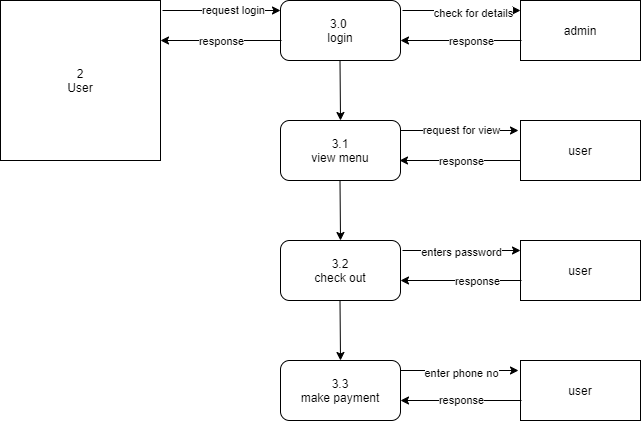 request login
3.0
login
check for details
admin
response
response
2
User
3.1
view menu
request for view
user
response
3.2
check out
enters password
user
response
3.3
make payment
enter phone no
user
response